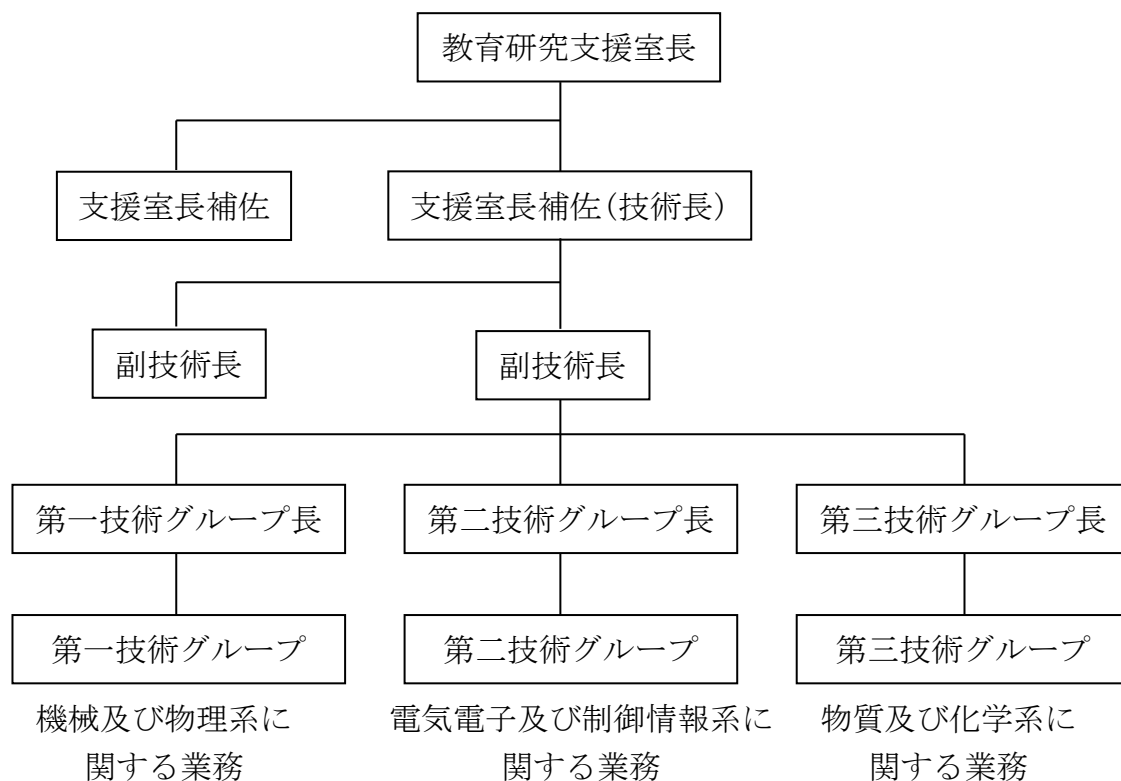 教育研究支援室長
支援室長補佐
支援室長補佐(技術長)
副技術長
副技術長
第一技術グループ長
第二技術グループ長
第三技術グループ長
第一技術グループ
第二技術グループ
第三技術グループ
機械及び物理系に
関する業務
電気電子及び制御情報系に
関する業務
物質及び化学系に
関する業務